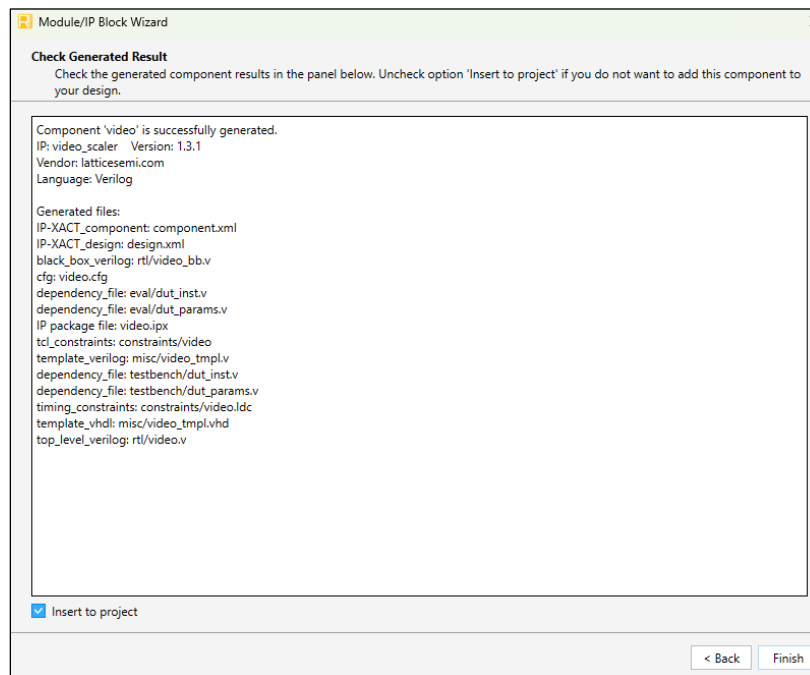 Module/IP Block Wizard
Check Generated Result
Check the generated component results in the panel below. Uncheck option 'Insert to project' if you do not want to add this component to
your design.
Component 'video' is successfully generated.
IP: video_scaler    Version: 1.3.1
Vendor: latticesemi.com
Language: Verilog
Generated files:
IP-XACT_component: component.xml
IP-XACT_design: design.xml
black_box_verilog: rtl/video_bb.v
cfg: video.cfg
dependency_file: eval/dut_inst.v
dependency_file: eval/dut_params.v
IP package file: video.ipx
tcl_constraints: constraints/video
template_verilog: misc/video_tmpl.v
dependency_file: testbench/dut_inst.v
dependency_file: testbench/dut_params.v
timing_constraints: constraints/video.ldc
template_vhdl: misc/video_tmpl.vhd
top_level_verilog: rtl/video.v
Insert to project
< Back    Finish